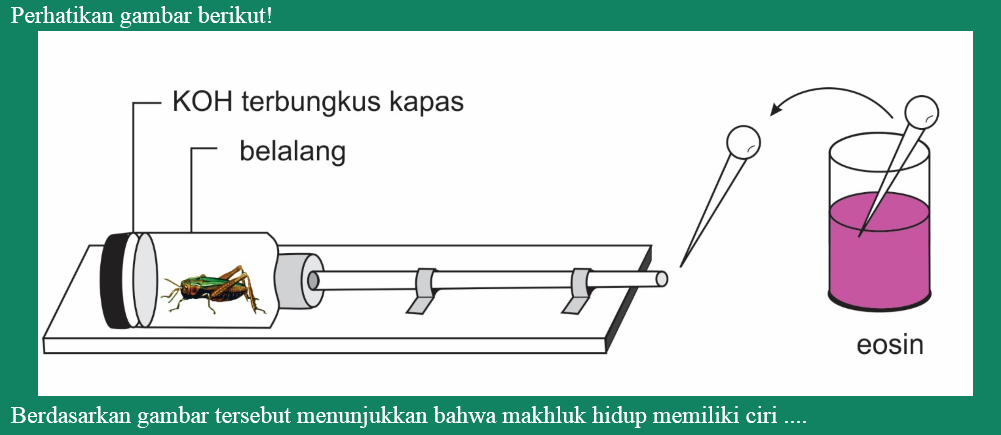 Perhatikan gambar berikut!
KOH terbungkus kapas
belalang
eosin
Berdasarkan gambar tersebut menunjukkan bahwa makhluk hidup memiliki ciri ....